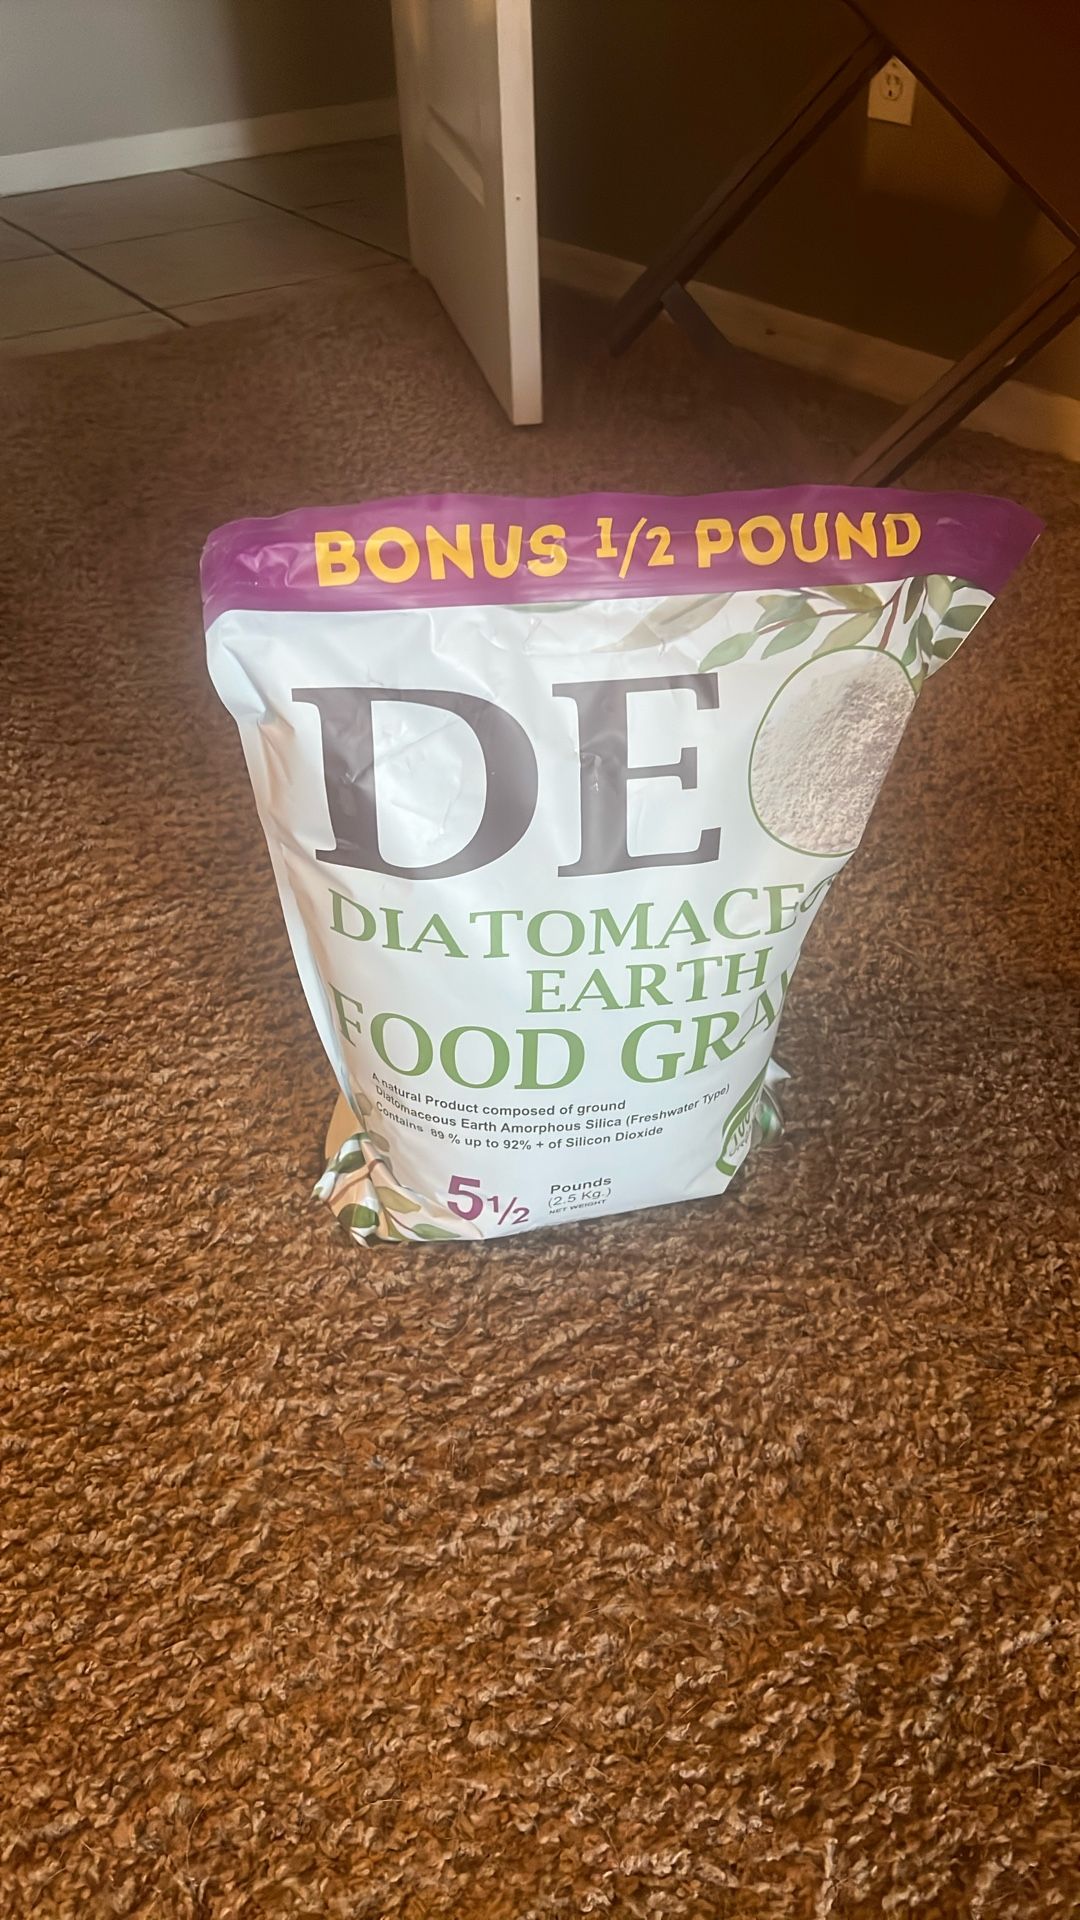 BONUS 1/2 POUND
DE
DIATOMACEO
EARTH
FOOD GRA
A natural Product composed of ground
Diatomaceous Earth Amorphous Silica (Freshwater Type)
Contains 89 % up to 92% + of Silicon Dioxide
5 1/2
Pounds
(2.5 Kg.)
NET WEIGHT